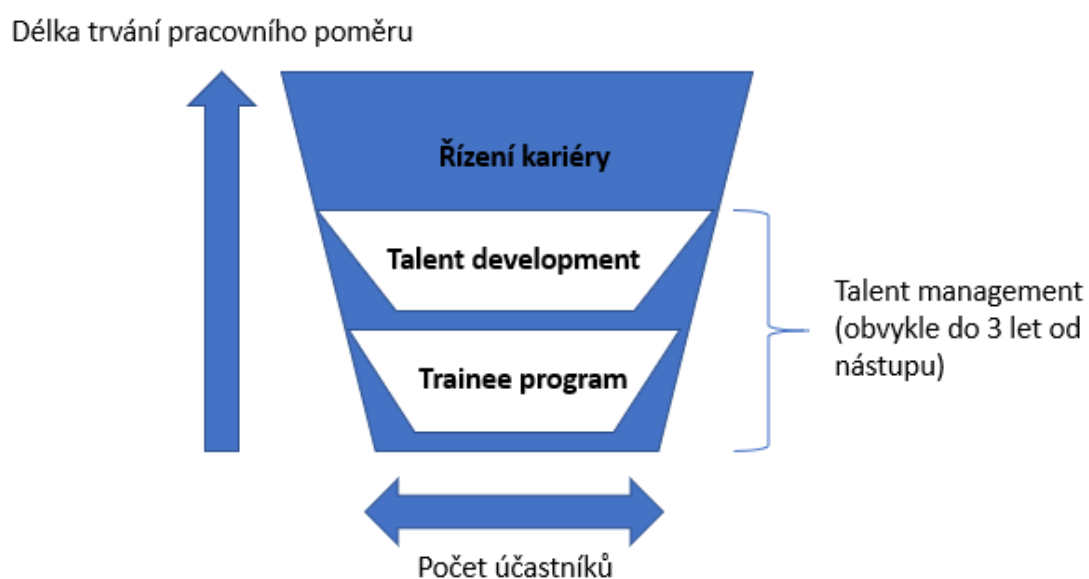 Délka trvání pracovního poměru
Řízení kariéry
Talent development
Trainee program
Talent management
(obvykle do 3 let od
nástupu)
Počet účastníků